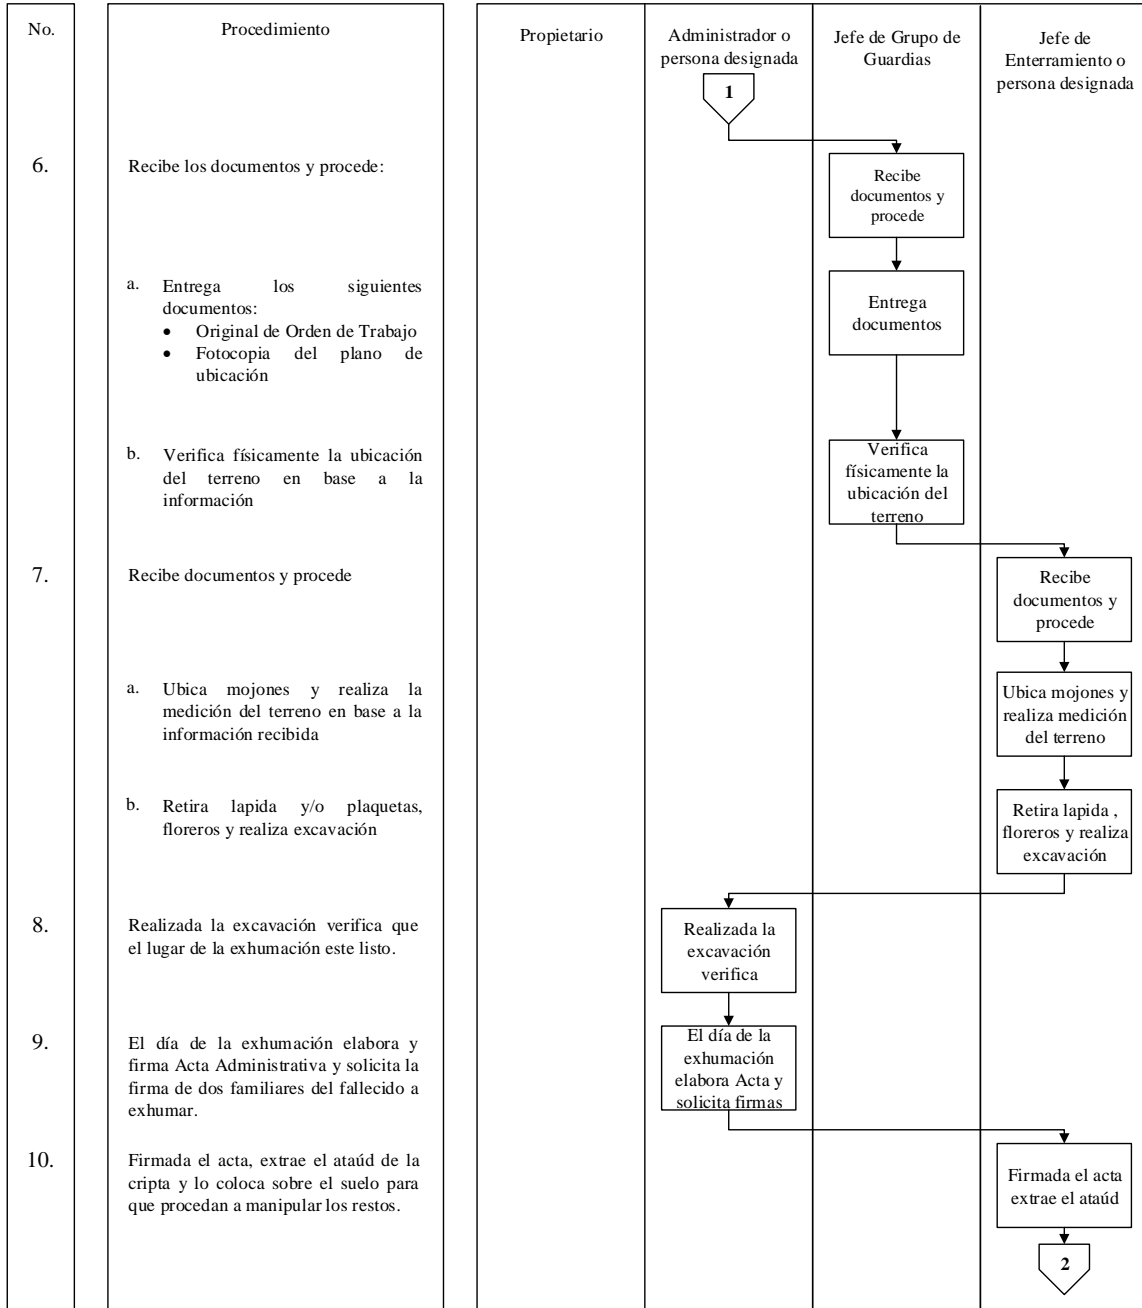 No.
Procedimiento
Propietario
Administrador o
persona designada
Jefe de Grupo de
Guardias
Jefe de
Enterramiento o
persona designada
1
6.
Recibe los documentos y procede:
Recibe
documentos y
procede
a. Entrega los siguientes
documentos:
• Original de Orden de Trabajo
• Fotocopia del plano de
ubicación
Entrega
documentos
b. Verifica físicamente la ubicación
del terreno en base a la
información
Verifica
físicamente la
ubicación del
terreno
7.
Recibe documentos y procede
Recibe
documentos y
procede
a. Ubica mojones y realiza la
medición del terreno en base a la
información recibida
Ubica mojones y
realiza medición
del terreno
b. Retira lapida y/o plaquetas,
floreros y realiza excavación
Retira lapida ,
floreros y realiza
excavación
8.
Realizada la excavación verifica que
el lugar de la exhumación este listo.
Realizada la
excavación
verifica
9.
El día de la exhumación elabora y
firma Acta Administrativa y solicita la
firma de dos familiares del fallecido a
exhumar.
El día de la
exhumación
elabora Acta y
solicita firmas
10.
Firmada el acta, extrae el ataúd de la
cripta y lo coloca sobre el suelo para
que procedan a manipular los restos.
Firmada el acta
extrae el ataúd
2